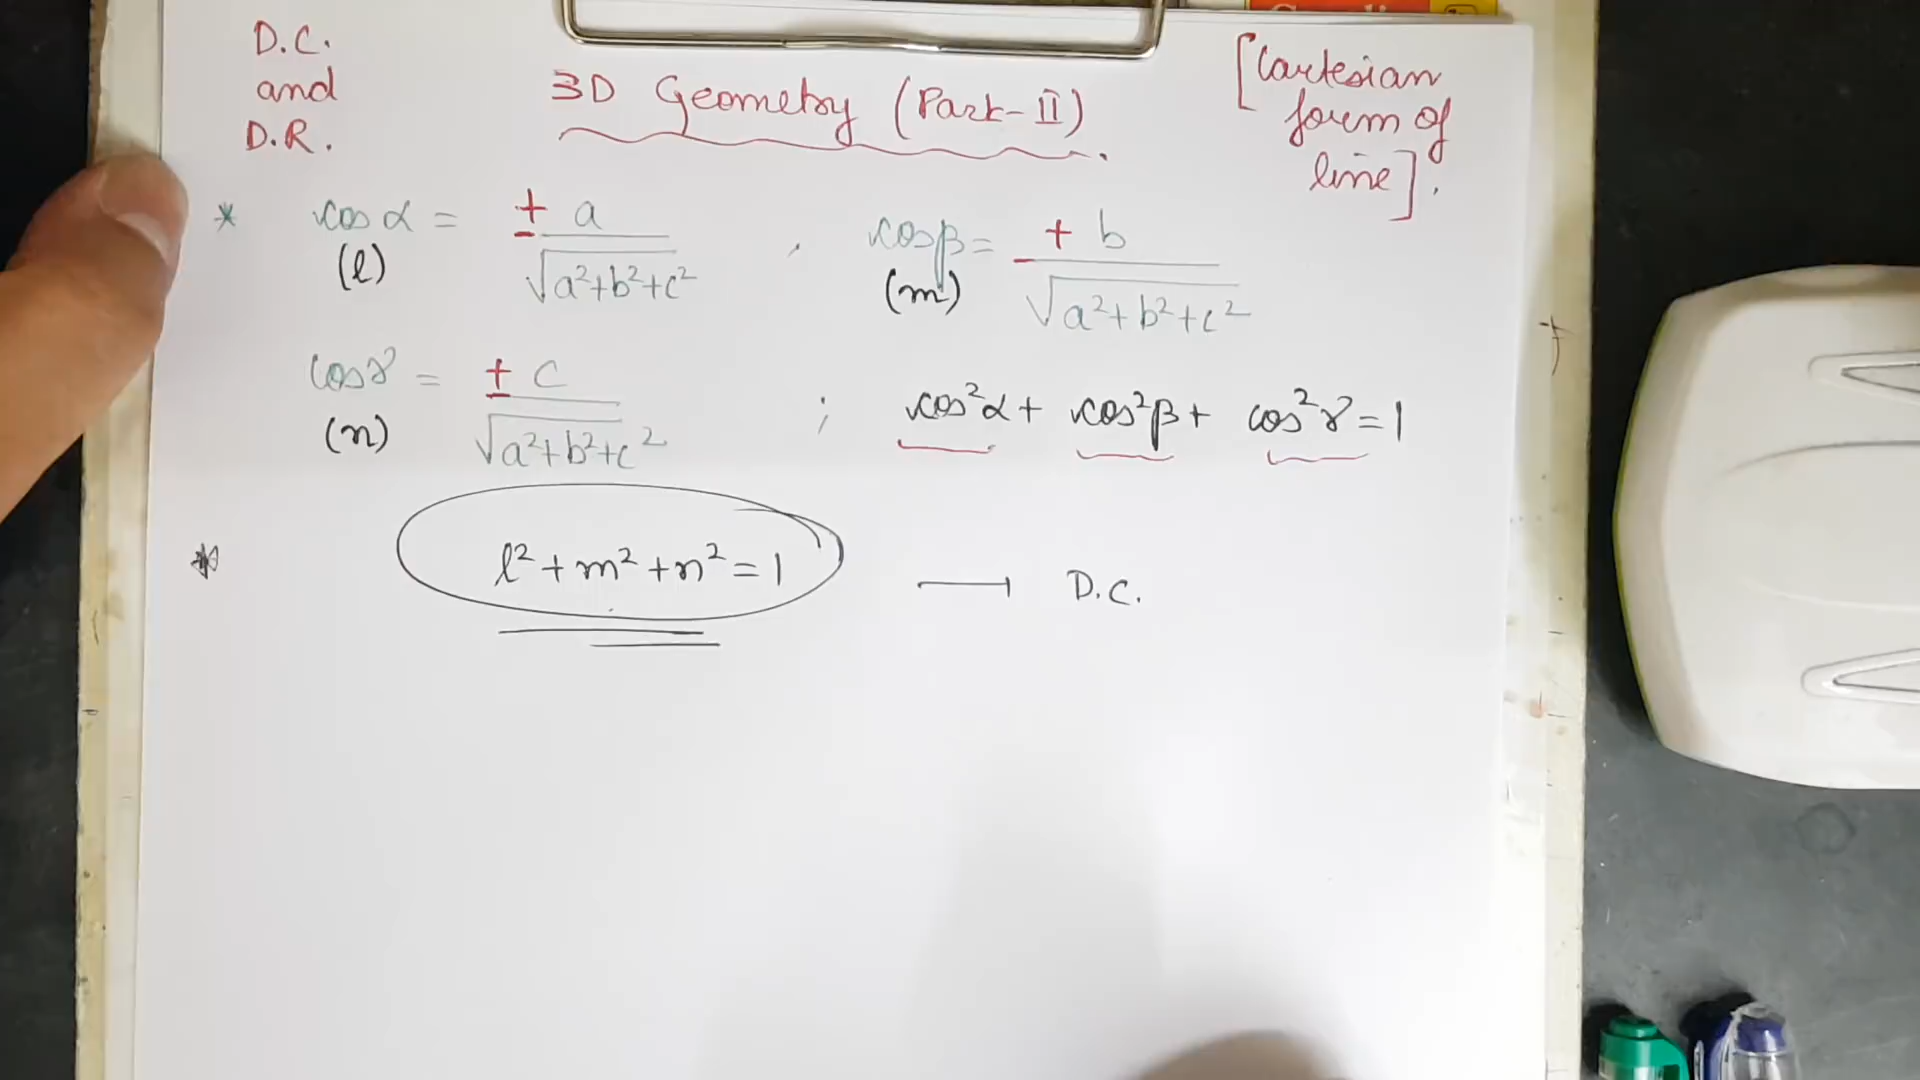 D.C.
and
D.R.
3D Geometry (Part-II)
[Cartesian
form of
line].
* cos α = ± a / √a²+b²+c² , cos β = ± b / √a²+b²+c²
(l) (m)
cos γ = ± c / √a²+b²+c² ; cos²α + cos²β + cos²γ = 1
(n)
* l² + m² + n² = 1 → D.C.